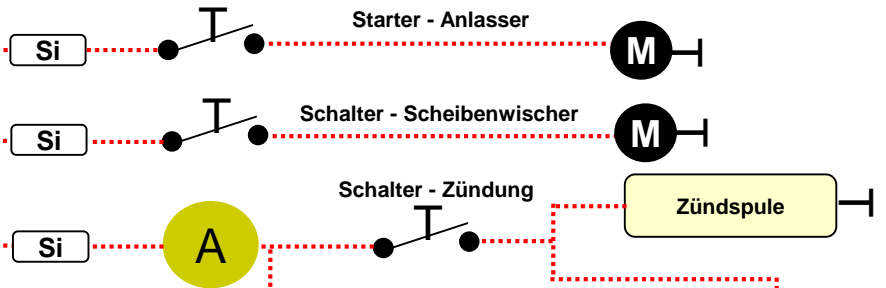 Starter - Anlasser
Si M
Schalter - Scheibenwischer
Si M
Schalter - Zündung
Zündspule
Si A